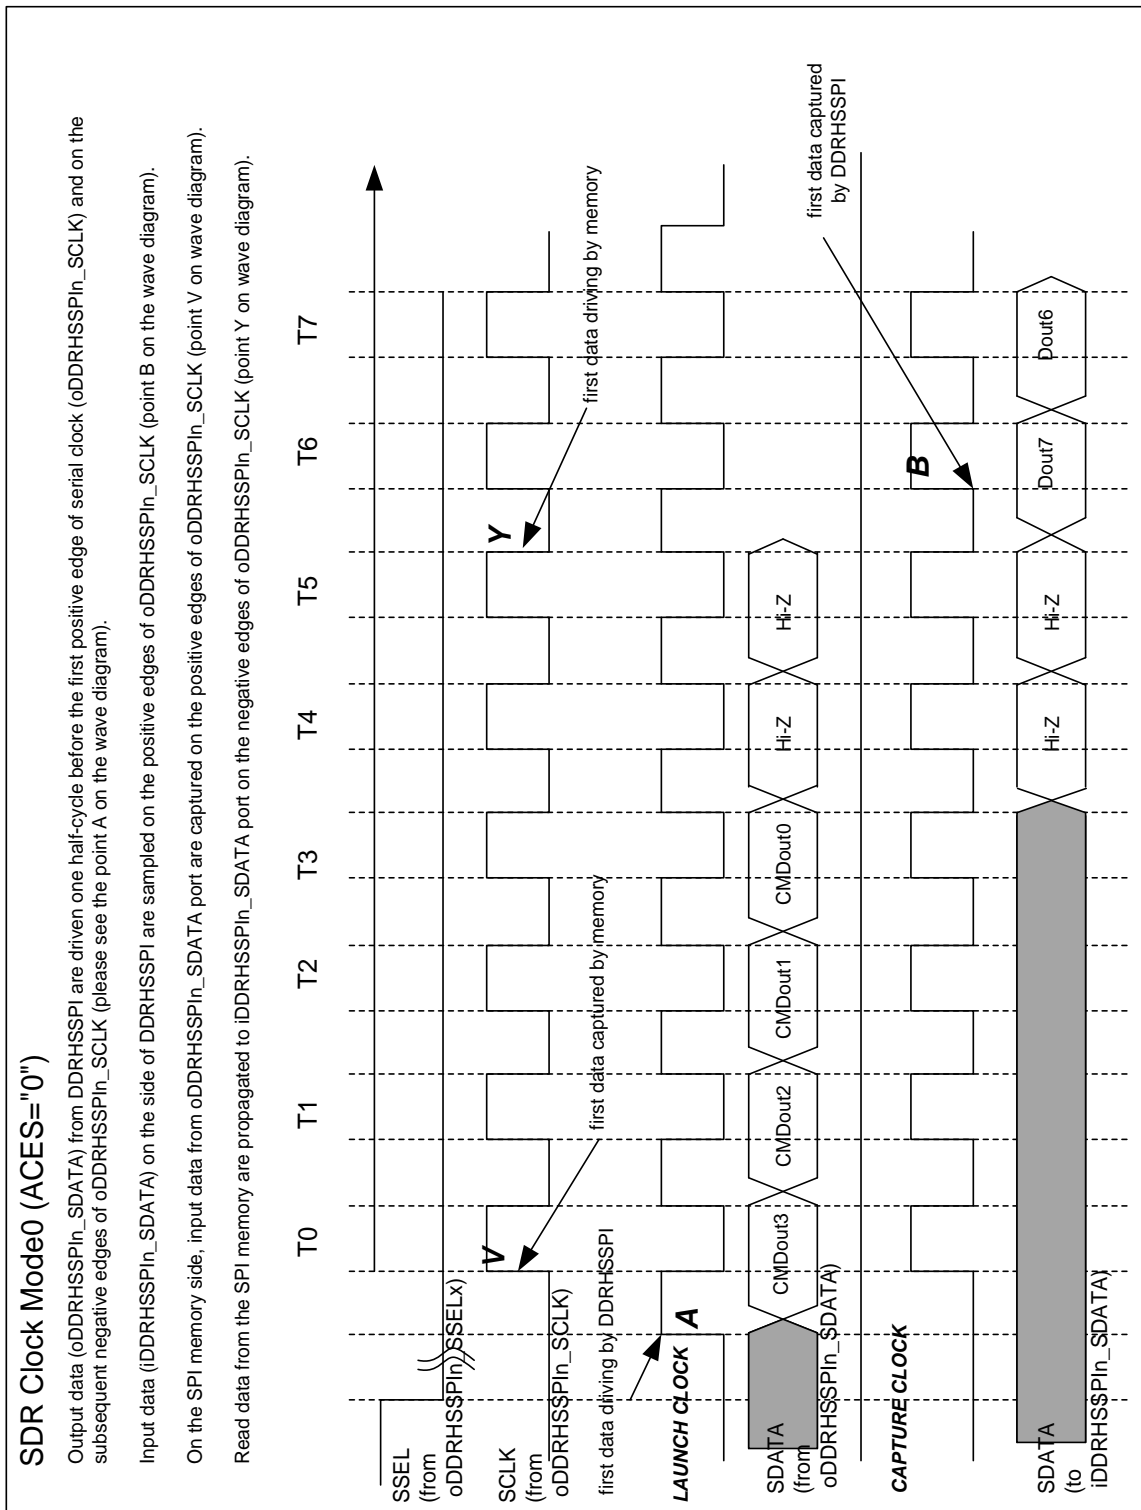 SDR Clock Mode0 (ACES="0")
Output data (oDDRHSSPIn_SDATA) from DDRHSSPI are driven one half-cycle before the first positive edge of serial clock (oDDRHSSPIn_SCLK) and on the
subsequent negative edges of oDDRHSSPIn_SCLK (please see the point A on the wave diagram).
Input data (iDDRHSSPIn_SDATA) on the side of DDRHSSPI are sampled on the positive edges of oDDRHSSPIn_SCLK (point B on the wave diagram).
On the SPI memory side, input data from oDDRHSSPIn_SDATA port are captured on the positive edges of oDDRHSSPIn_SCLK (point V on wave diagram).
Read data from the SPI memory are propagated to iDDRHSSPIn_SDATA port on the negative edges of oDDRHSSPIn_SCLK (point Y on wave diagram).
T0 T1 T2 T3 T4 T5 T6 T7
SSEL
(from
oDDRHSSPIn_SSELx)
V
Y
SCLK
(from
oDDRHSSPIn_SCLK)
first data driving by DDRHSSPI
first data captured by memory
first data driving by memory
LAUNCH CLOCK
A
SDATA
(from
oDDRHSSPIn_SDATA)
CMDout3 CMDout2 CMDout1 CMDout0 Hi-Z Hi-Z
first data captured
by DDRHSSPI
CAPTURE CLOCK
B
SDATA
(to
iDDRHSSPIn_SDATA)
Hi-Z Hi-Z Dout7 Dout6